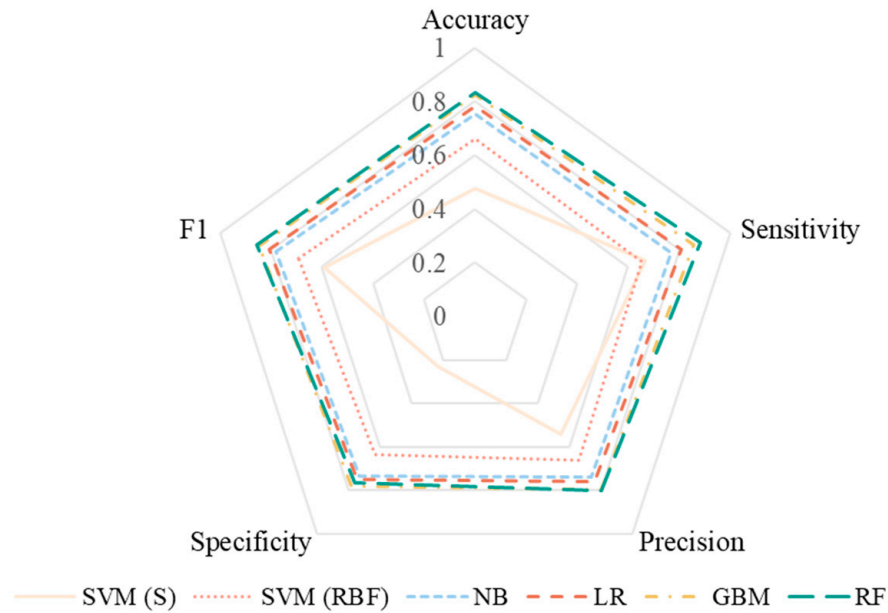 Accuracy
1
0.8
0.6
0.4
0.2
0
F1
Sensitivity
Specificity
Precision
SVM (S) SVM (RBF) NB LR GBM RF